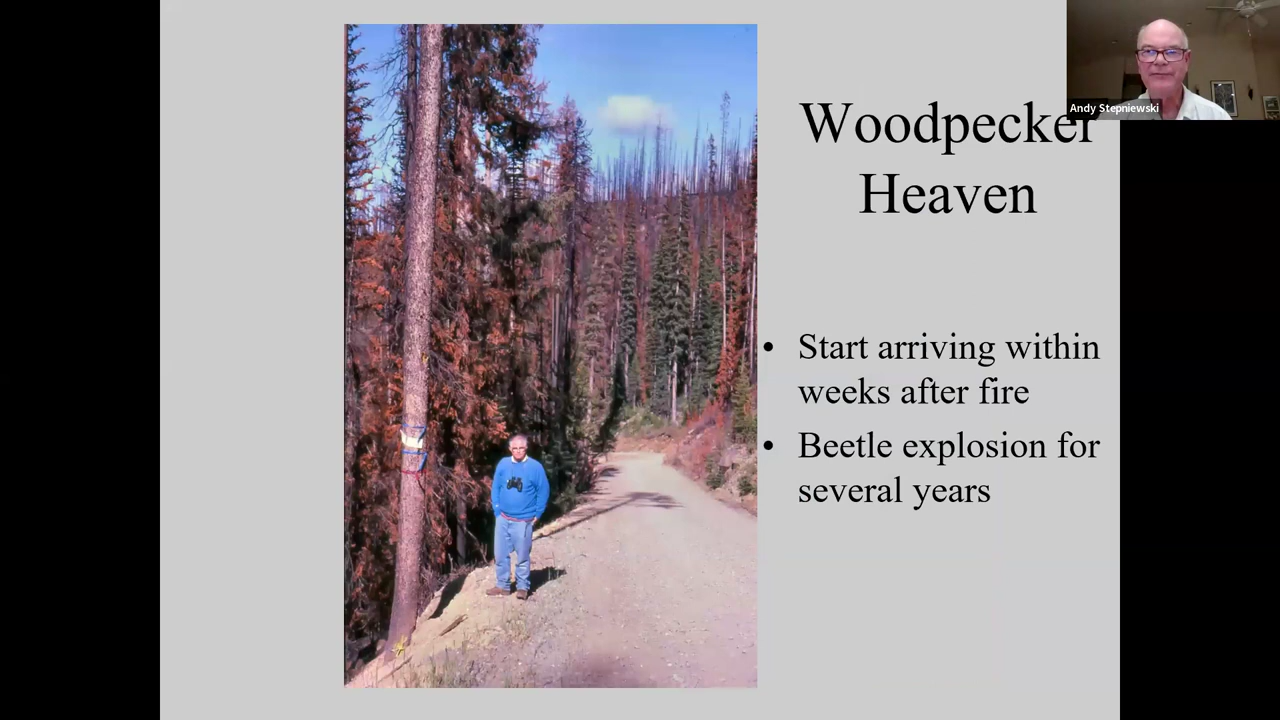 Woodpecker
Heaven
Andy Stepniewski
• Start arriving within
weeks after fire
• Beetle explosion for
several years